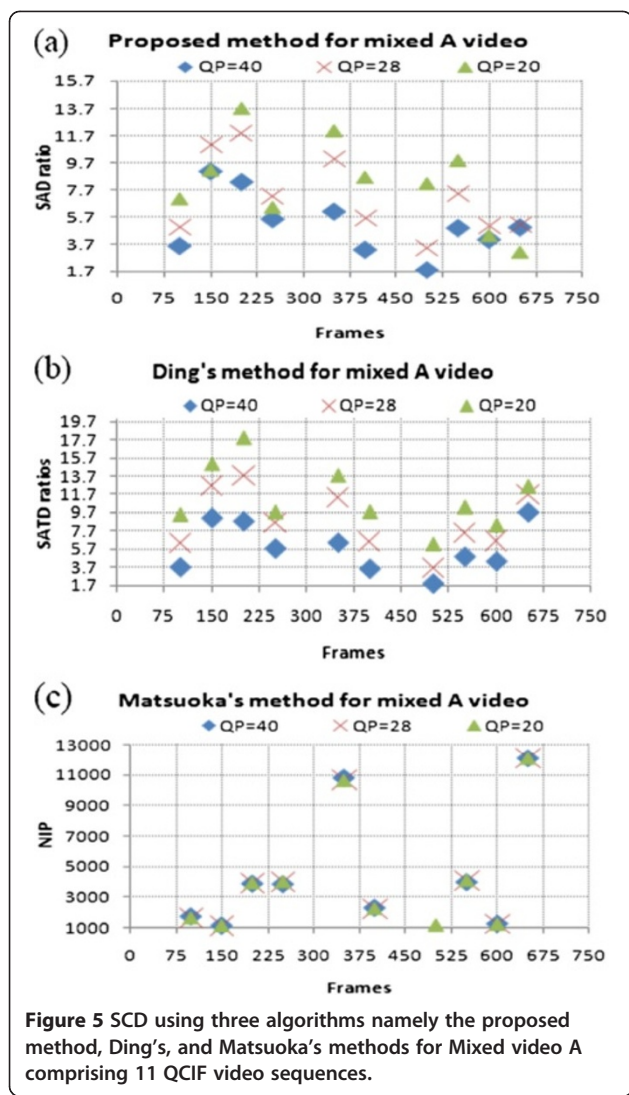 (a) Proposed method for mixed A video
QP=40 QP=28 QP=20
15.7
13.7
11.7
9.7
7.7
5.7
3.7
1.7
SAD ratio
0 75 150 225 300 375 450 525 600 675 750
Frames
(b) Ding's method for mixed A video
QP=40 QP=28 QP=20
19.7
17.7
15.7
13.7
11.7
9.7
7.7
5.7
3.7
1.7
SATD ratios
0 75 150 225 300 375 450 525 600 675 750
Frames
(c) Matsuoka's method for mixed A video
QP=40 QP=28 QP=20
13000
11000
9000
7000
5000
3000
1000
NIP
0 75 150 225 300 375 450 525 600 675 750
Frames
Figure 5 SCD using three algorithms namely the proposed
method, Ding's, and Matsuoka's methods for Mixed video A
comprising 11 QCIF video sequences.